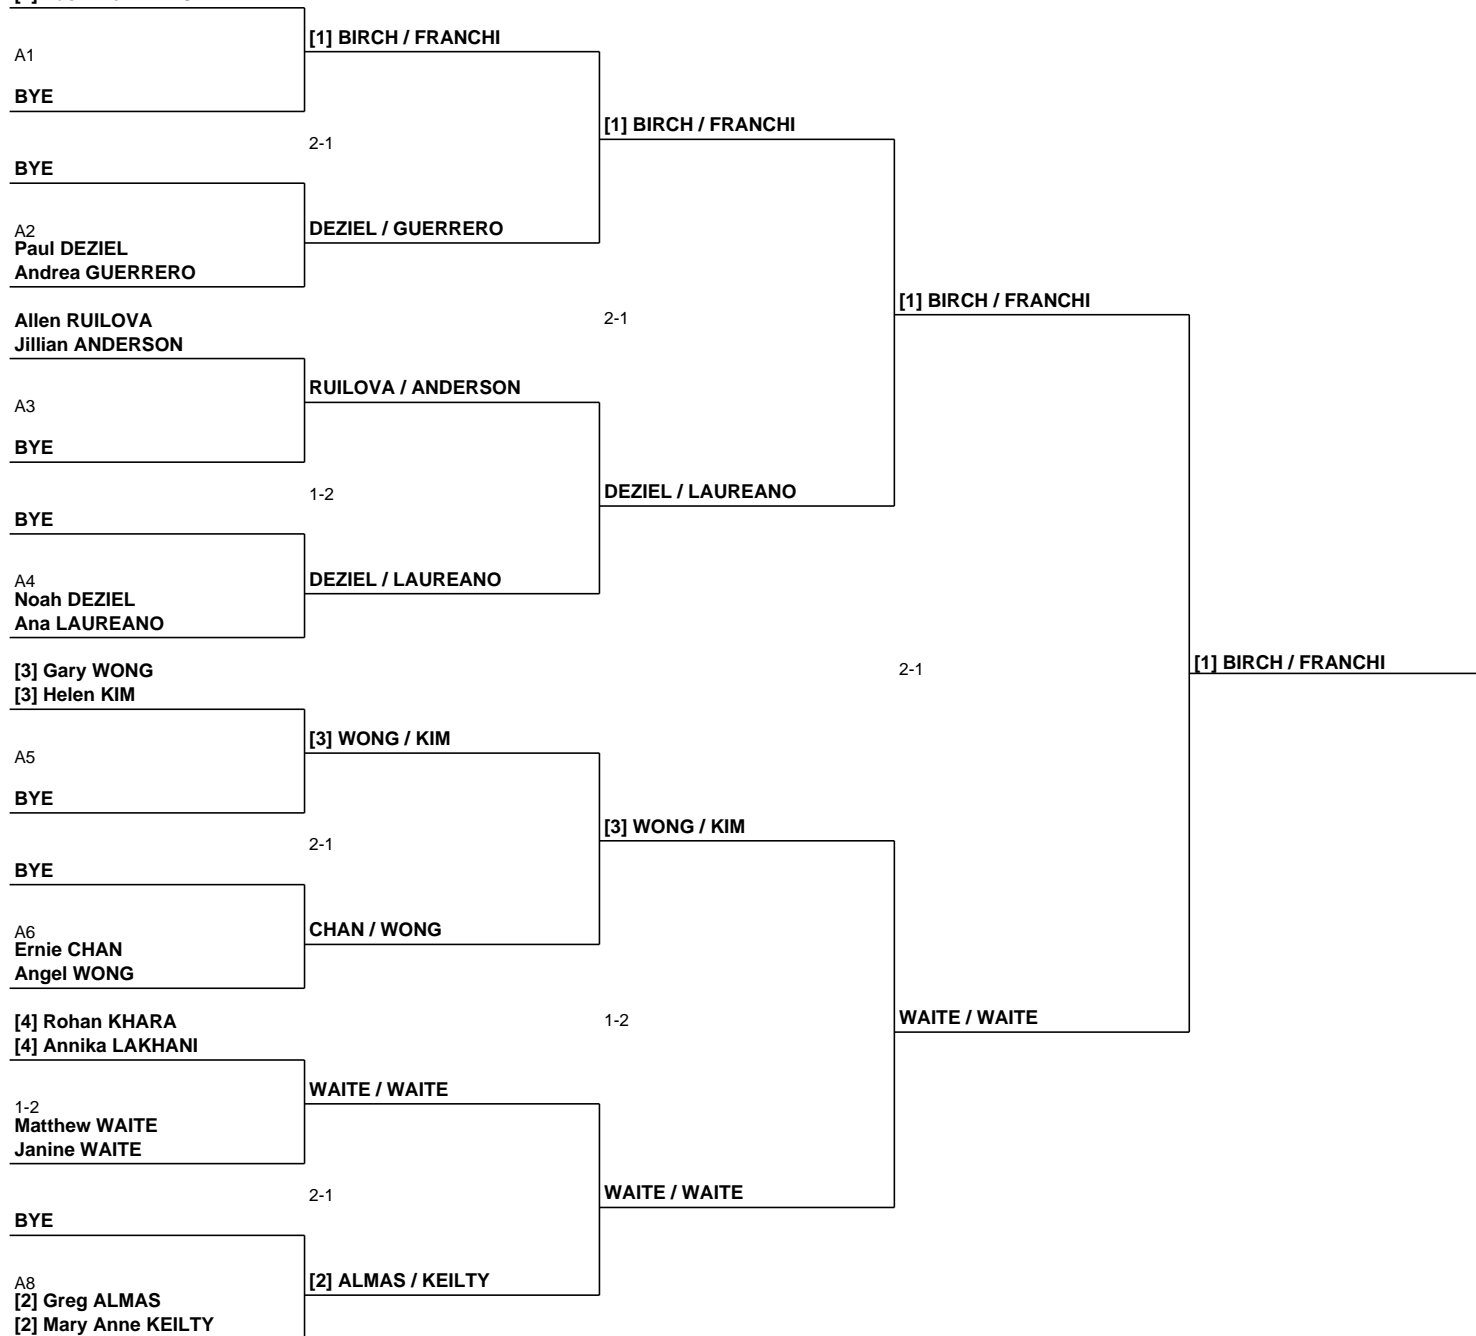 A1
BYE
BYE
A2
Paul DEZIEL
Andrea GUERRERO
Allen RUILOVA
Jillian ANDERSON
A3
BYE
BYE
A4
Noah DEZIEL
Ana LAUREANO
[3] Gary WONG
[3] Helen KIM
A5
BYE
BYE
A6
Ernie CHAN
Angel WONG
[4] Rohan KHARA
[4] Annika LAKHANI
1-2
Matthew WAITE
Janine WAITE
BYE
A8
[2] Greg ALMAS
[2] Mary Anne KEILTY
[1] BIRCH / FRANCHI
2-1
DEZIEL / GUERRERO
RUILOVA / ANDERSON
1-2
DEZIEL / LAUREANO
[3] WONG / KIM
2-1
CHAN / WONG
WAITE / WAITE
2-1
[2] ALMAS / KEILTY
[1] BIRCH / FRANCHI
2-1
DEZIEL / LAUREANO
[3] WONG / KIM
1-2
WAITE / WAITE
[1] BIRCH / FRANCHI
2-1
WAITE / WAITE
[1] BIRCH / FRANCHI